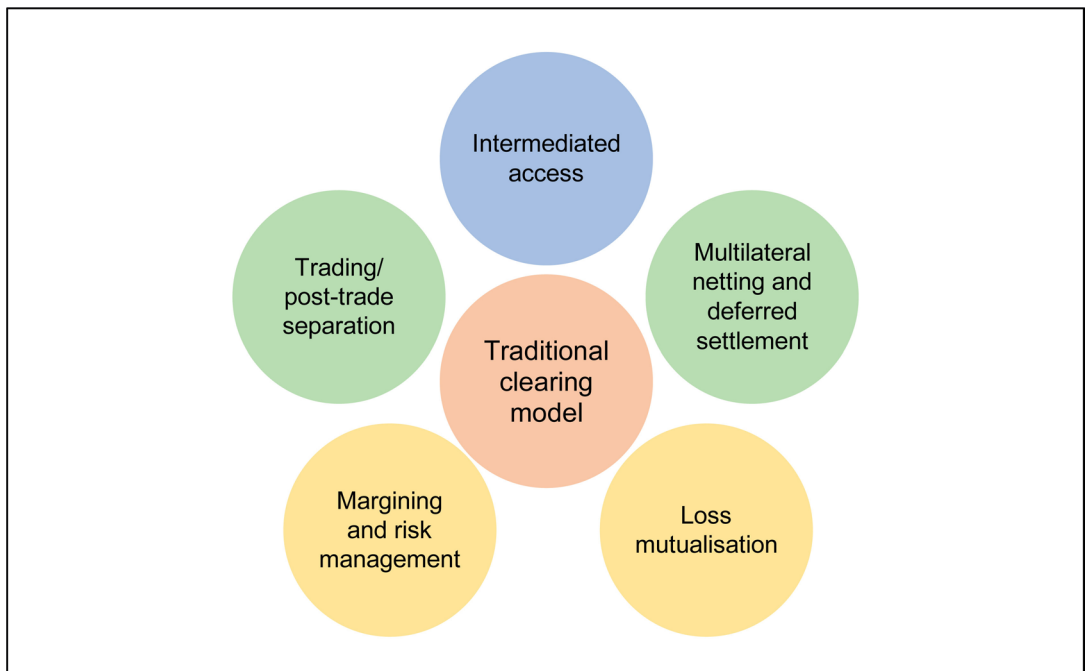 Intermediated
access
Trading/
post-trade
separation
Multilateral
netting and
deferred
settlement
Traditional
clearing
model
Margining
and risk
management
Loss
mutualisation